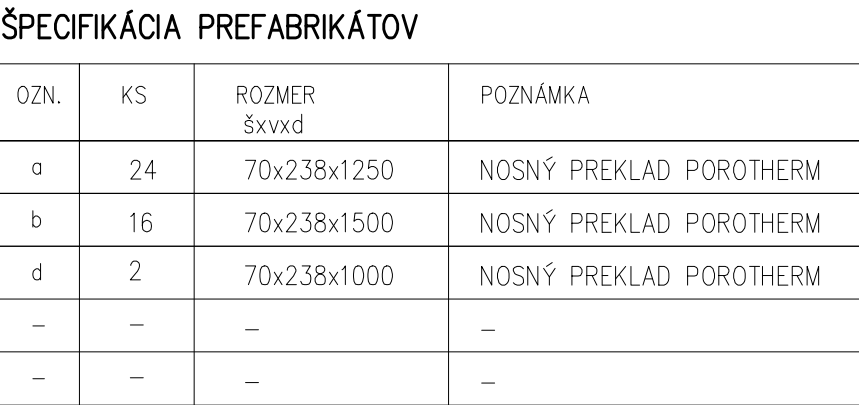 ŠPECIFIKÁCIA PREFABRIKÁTOV
OZN. KS ROZMER POZNÁMKA
šxvxd
a 24 70x238x1250 NOSNÝ PREKLAD POROTHERM
b 16 70x238x1500 NOSNÝ PREKLAD POROTHERM
d 2 70x238x1000 NOSNÝ PREKLAD POROTHERM
– – – –
– – – –